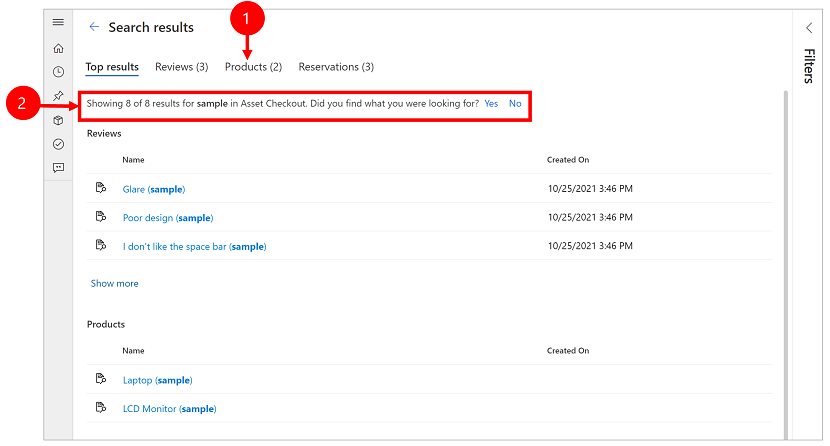 1
Search results
Top results Reviews (3) Products (2) Reservations (3)
Filters
2
Showing 8 of 8 results for sample in Asset Checkout. Did you find what you were looking for? Yes No
Reviews
Name Created On
Glare (sample) 10/25/2021 3:46 PM
Poor design (sample) 10/25/2021 3:46 PM
I don't like the space bar (sample) 10/25/2021 3:46 PM
Show more
Products
Name Created On
Laptop (sample)
LCD Monitor (sample)